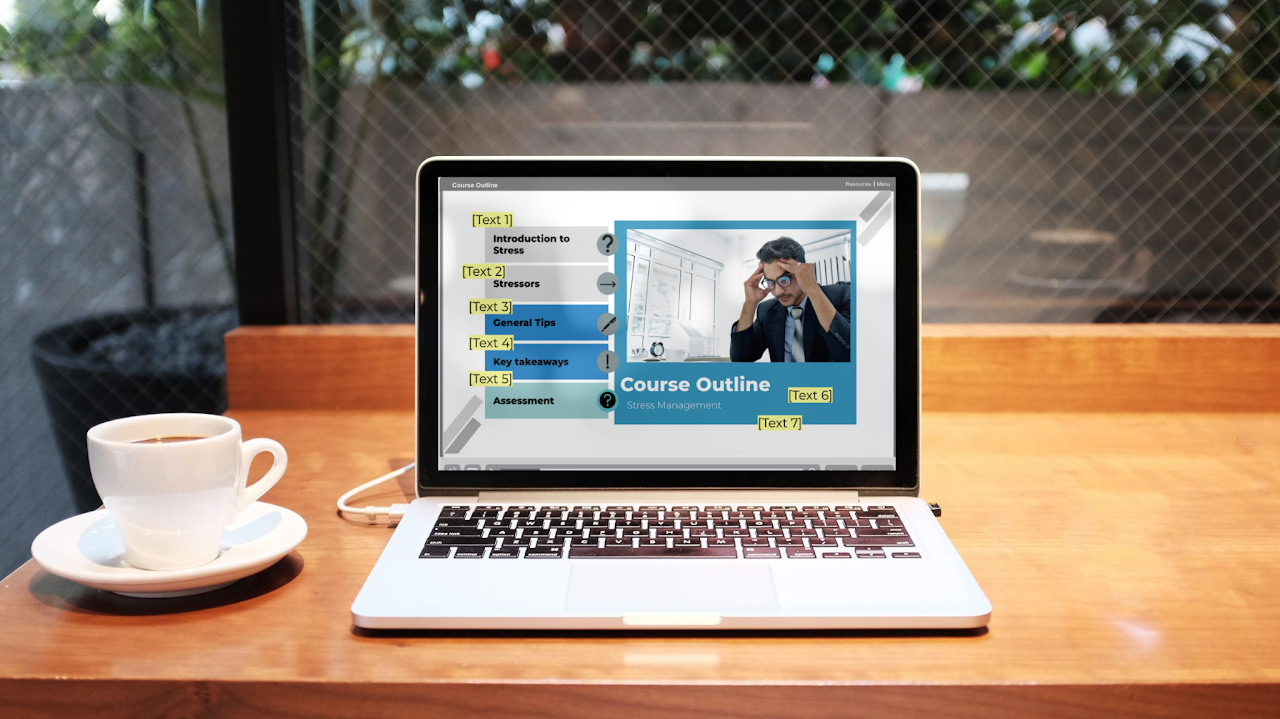 Course Outline
Resources | Menu
[Text 1]
Introduction to
Stress
[Text 2]
Stressors
[Text 3]
General Tips
[Text 4]
Key takeaways
[Text 5]
Assessment
Course Outline
[Text 6]
Stress Management
[Text 7]